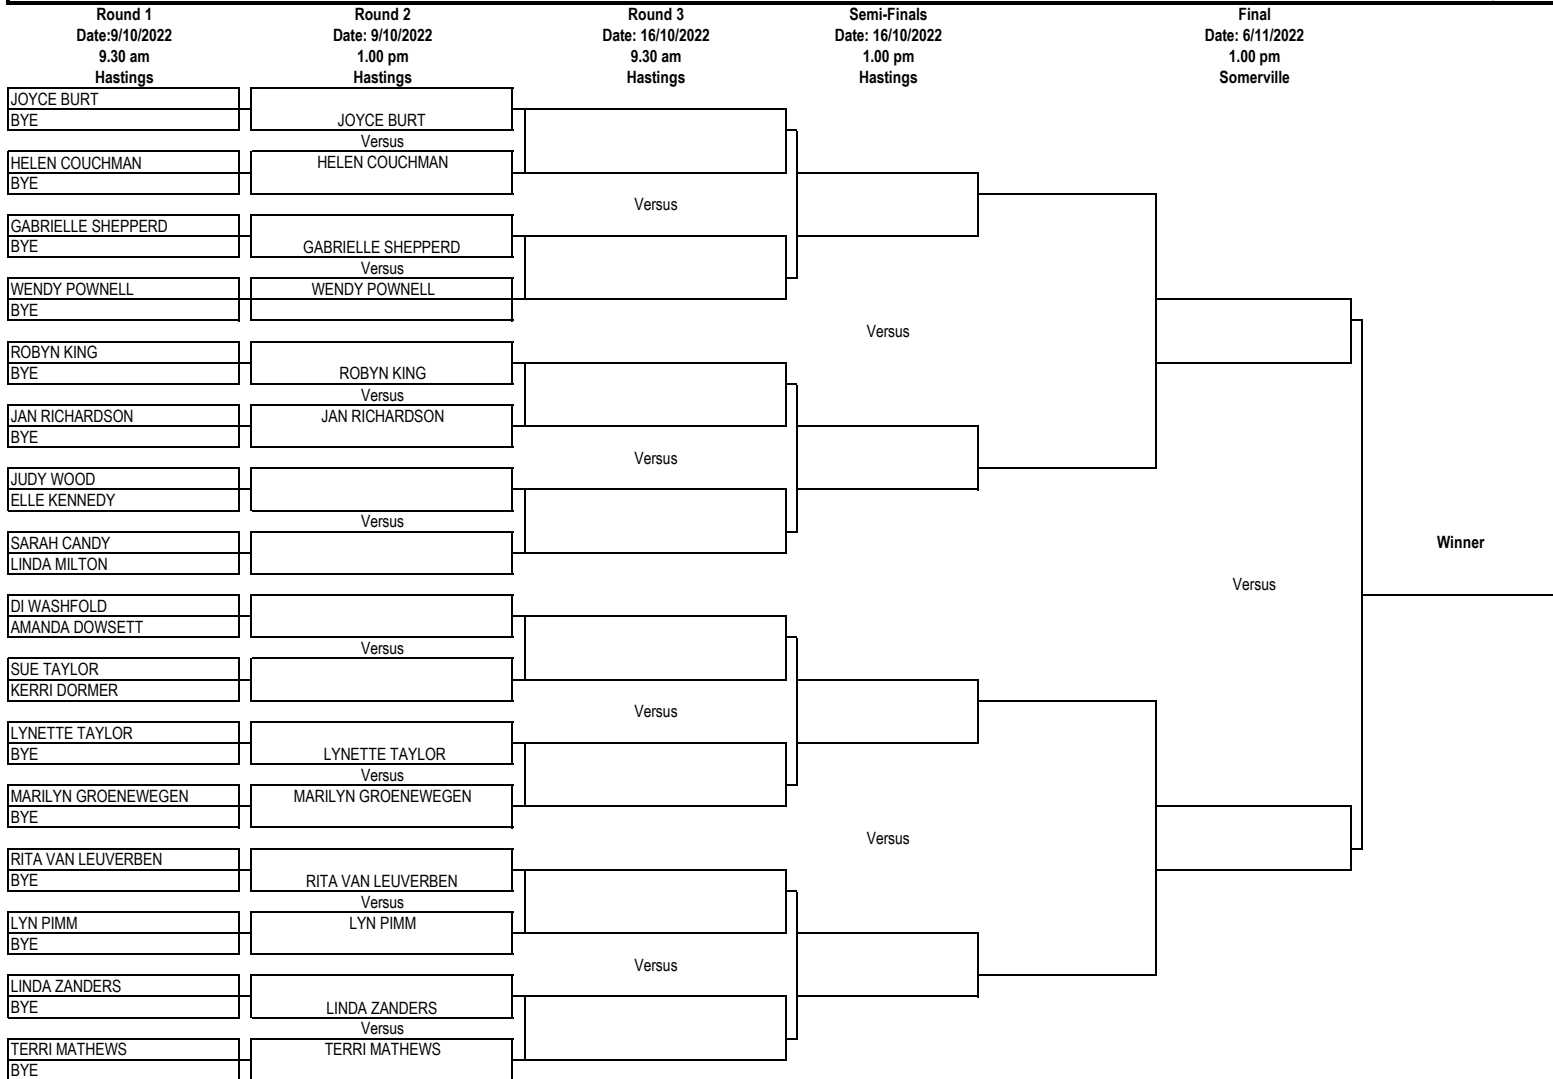 Round 1
Date:9/10/2022
9.30 am
Hastings
Round 2
Date: 9/10/2022
1.00 pm
Hastings
Round 3
Date: 16/10/2022
9.30 am
Hastings
Semi-Finals
Date: 16/10/2022
1.00 pm
Hastings
Final
Date: 6/11/2022
1.00 pm
Somerville
JOYCE BURT
BYE
HELEN COUCHMAN
BYE
GABRIELLE SHEPPERD
BYE
WENDY POWNELL
BYE
ROBYN KING
BYE
JAN RICHARDSON
BYE
JUDY WOOD
ELLE KENNEDY
SARAH CANDY
LINDA MILTON
DI WASHFOLD
AMANDA DOWSETT
SUE TAYLOR
KERRI DORMER
LYNETTE TAYLOR
BYE
MARILYN GROENEWEGEN
BYE
RITA VAN LEUVERBEN
BYE
LYN PIMM
BYE
LINDA ZANDERS
BYE
TERRI MATHEWS
BYE
JOYCE BURT
Versus
HELEN COUCHMAN
GABRIELLE SHEPPERD
Versus
WENDY POWNELL
ROBYN KING
Versus
JAN RICHARDSON
Versus
Versus
LYNETTE TAYLOR
Versus
MARILYN GROENEWEGEN
RITA VAN LEUVERBEN
Versus
LYN PIMM
LINDA ZANDERS
Versus
TERRI MATHEWS
Versus
Versus
Versus
Versus
Versus
Versus
Versus
Winner